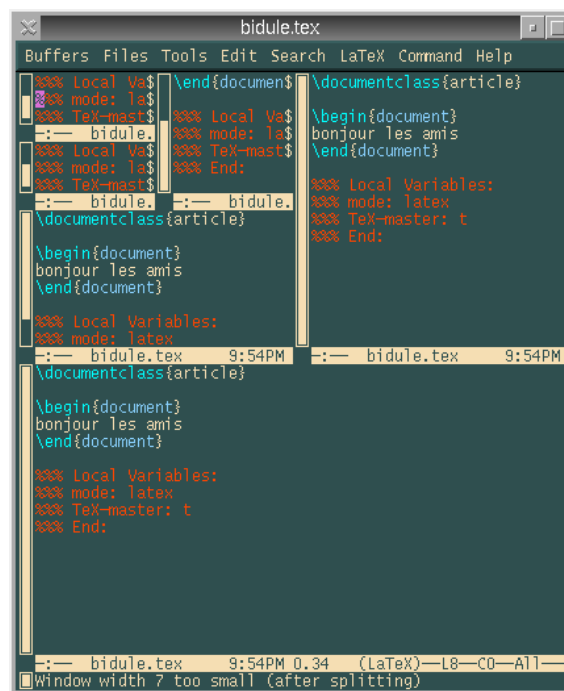 bidule.tex
Buffers Files Tools Edit Search LaTeX Command Help
%%% Local Va$
%%% mode: la$
%%% TeX-mast$
-:-- bidule.
%%% Local Va$
%%% mode: la$
%%% TeX-mast$
-:-- bidule.
\end{documen$
%%% Local Va$
%%% mode: la$
%%% TeX-mast$
%%% End:
-:-- bidule.
\documentclass{article}
\begin{document}
bonjour les amis
\end{document}
%%% Local Variables:
%%% mode: latex
-:-- bidule.tex 9:54PM
\documentclass{article}
\begin{document}
bonjour les amis
\end{document}
%%% Local Variables:
%%% mode: latex
%%% TeX-master: t
%%% End:
-:-- bidule.tex 9:54PM
\documentclass{article}
\begin{document}
bonjour les amis
\end{document}
%%% Local Variables:
%%% mode: latex
%%% TeX-master: t
%%% End:
-:-- bidule.tex 9:54PM 0.34 (LaTeX)--L8--C0--All--
Window width 7 too small (after splitting)